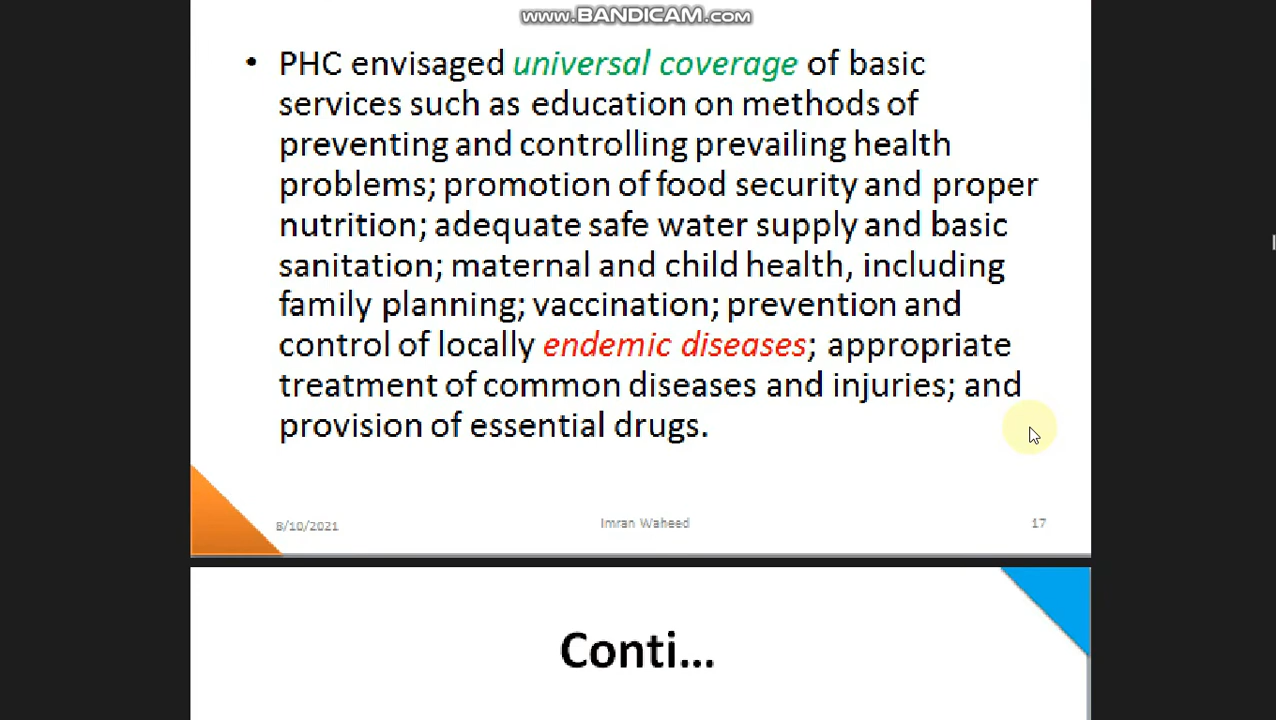 www.BANDICAM.com
• PHC envisaged universal coverage of basic
services such as education on methods of
preventing and controlling prevailing health
problems; promotion of food security and proper
nutrition; adequate safe water supply and basic
sanitation; maternal and child health, including
family planning; vaccination; prevention and
control of locally endemic diseases; appropriate
treatment of common diseases and injuries; and
provision of essential drugs.
8/10/2021
Imran Waheed
17
Conti...